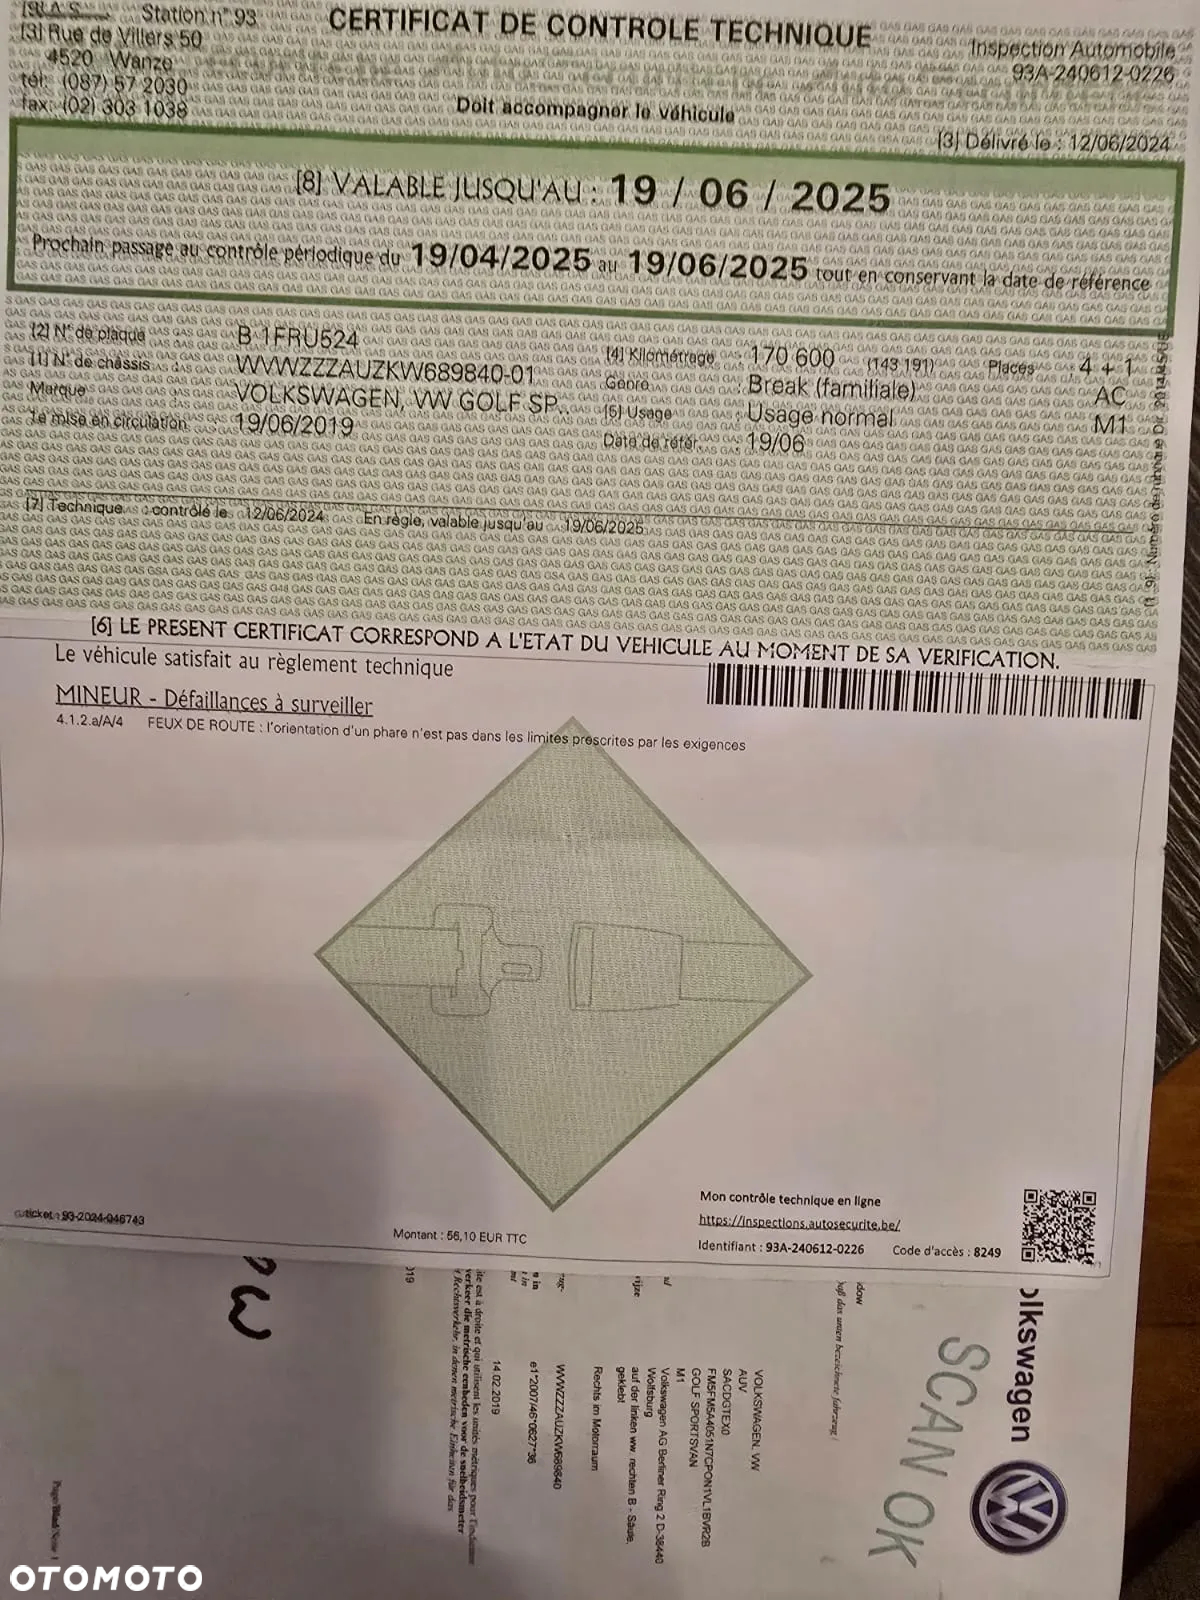 S.A.S. Station n° 93
[3] Rue de Villers 50
4520 Wanze
tél: (087) 57 2030
fax: (02) 303 1038
CERTIFICAT DE CONTROLE TECHNIQUE
Inspection Automobile
93A-240612-0226
Doit accompagner le véhicule
[3] Délivré le : 12/06/2024
[8] VALABLE JUSQU'AU : 19 / 06 / 2025
Prochain passage au contrôle périodique du 19/04/2025 au 19/06/2025 tout en conservant la date de référence
[2] N° de plaque B 1FRU524
[1] N° de châssis WVWZZZAUZKW689840-01
Marque VOLKSWAGEN, VW GOLF SP..
1e mise en circulation 19/06/2019
[4] Kilométrage : 170 600 (143 191) Places : 4 + 1
Genre : Break (familiale) AC
[5] Usage : Usage normal M1
Date de référ. : 19/06
[7] Technique : contrôlé le 12/06/2024 En règle, valable jusqu'au 19/06/2025
[6] LE PRESENT CERTIFICAT CORRESPOND A L'ETAT DU VEHICULE AU MOMENT DE SA VERIFICATION.
Le véhicule satisfait au règlement technique
MINEUR - Défaillances à surveiller
4.1.2.a/A/4 FEUX DE ROUTE : l'orientation d'un phare n'est pas dans les limites prescrites par les exigences
Mon contrôle technique en ligne
https://inspections.autosecurite.be/
Identifiant : 93A-240612-0226 Code d'accès : 8249
ticket : 93-2024-046743
Montant : 56,10 EUR TTC
olkswagen
SCAN OK
VOLKSWAGEN, VW
AUV
SACDGTEX0
FM5FM5A4051N7CPON1VL1BVR2B
GOLF SPORTSVAN
M1
Volkswagen AG Berliner Ring 2 D-38440
Wolfsburg
auf der linken ww. rechten B - Säule,
geklebt
Rechts im Motorraum
WVWZZZAUZKW689840
e1*2007/46*0627*36
14.02.2019
OTOMOTO